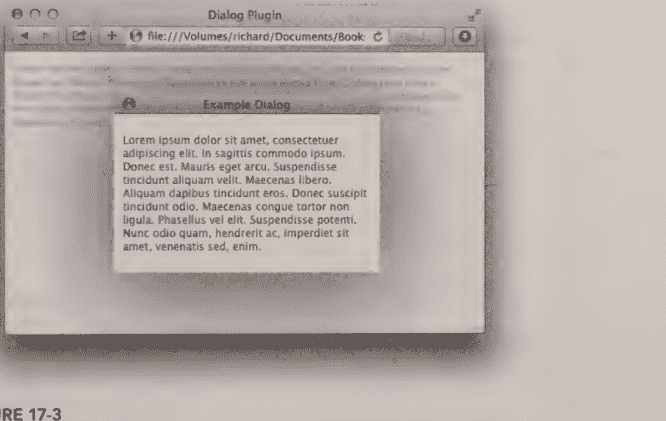 Dialog Plugin
file:///Volumes/richard/Documents/Book
Example Dialog
Lorem ipsum dolor sit amet, consectetuer
adipiscing elit. In sagittis commodo ipsum.
Donec est. Mauris eget arcu. Suspendisse
tincidunt aliquam velit. Maecenas libero.
Aliquam dapibus tincidunt eros. Donec suscipit
tincidunt odio. Maecenas congue tortor non
ligula. Phasellus vel elit. Suspendisse potenti.
Nunc odio quam, hendrerit ac, imperdiet sit
amet, venenatis sed, enim.
URE 17-3